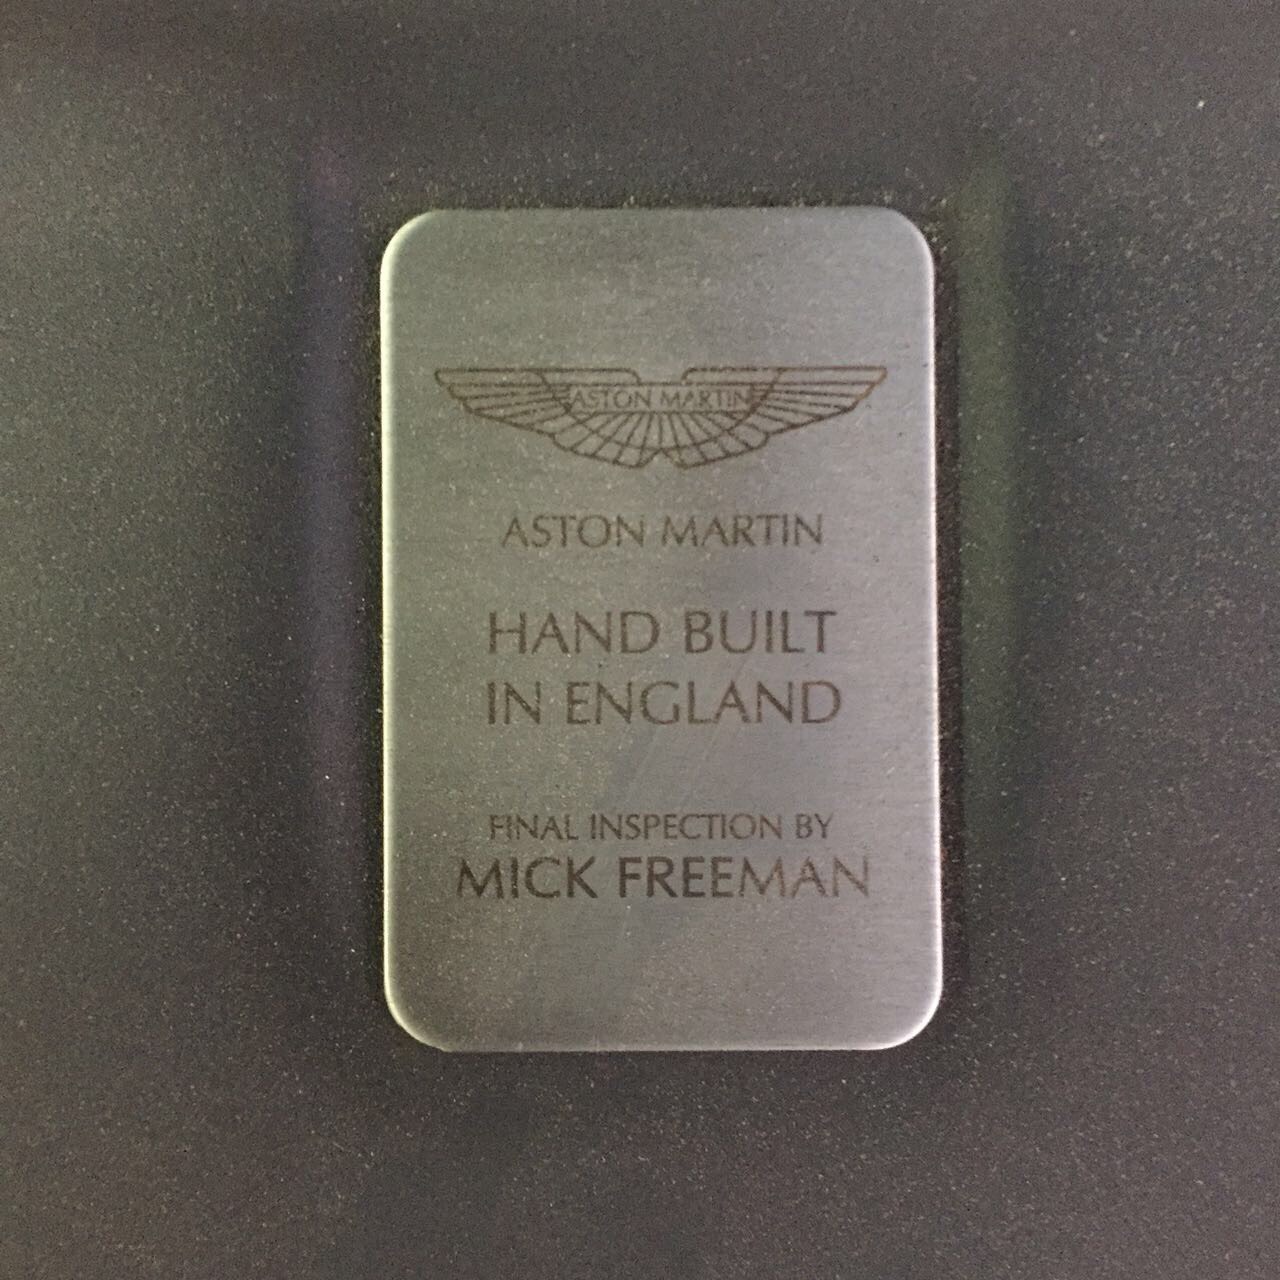 ASTON MARTIN
ASTON MARTIN
HAND BUILT
IN ENGLAND
FINAL INSPECTION BY
MICK FREEMAN